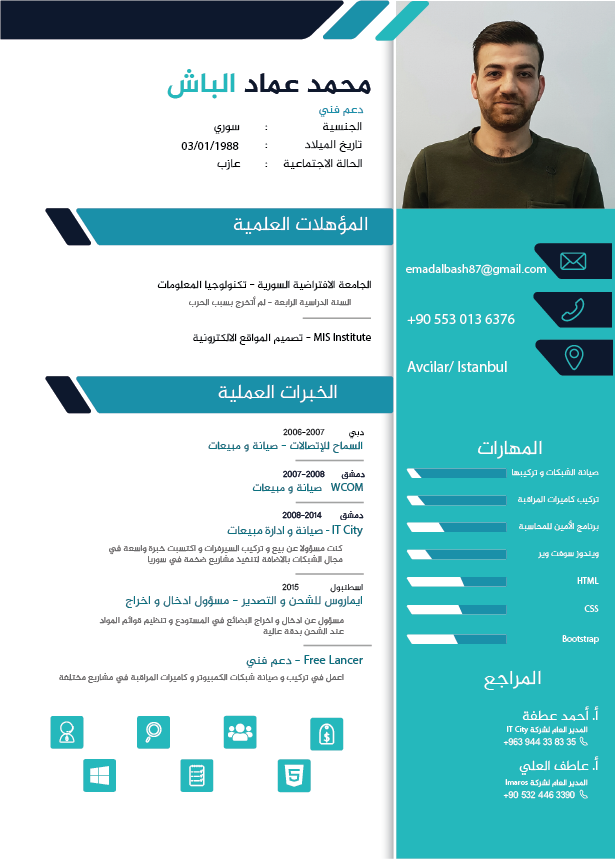 محمد عماد الباش
دعم فني
الجنسية : سوري
تاريخ الميلاد : 03/01/1988
الحالة الاجتماعية : عازب
المؤهلات العلمية
الجامعة الافتراضية السورية - تكنولوجيا المعلومات
السنة الدراسية الرابعة - لم أتخرج بسبب الحرب
MIS Institute - تصميم المواقع الالكترونية
الخبرات العملية
دبي 2006-2007
السماح للإتصالات - صيانة و مبيعات
دمشق 2007-2008
WCOM صيانة و مبيعات
دمشق 2008-2014
IT City - صيانة و ادارة مبيعات
كنت مسؤولا عن بيع و تركيب السيرفرات و اكتسبت خبرة واسعة في
مجال الشبكات بالاضافة لتنفيذ مشاريع ضخمة في سوريا
اسطنبول 2015
ايماروس للشحن و التصدير - مسؤول ادخال و اخراج
مسؤول عن ادخال و اخراج البضائع في المستودع و تنظيم قوائم المواد
عند الشحن بدقة عالية
Free Lancer - دعم فني
اعمل في تركيب و صيانة شبكات الكمبيوتر و كاميرات المراقبة في مشاريع مختلفة
emadalbash87@gmail.com
+90 553 013 6376
Avcilar/ Istanbul
المهارات
صيانة الشبكات و تركيبها
تركيب كاميرات المراقبة
برنامج الأمين للمحاسبة
ويندوز سوفت وير
HTML
CSS
Bootstrap
المراجع
أ. أحمد عطفة
المدير العام لشركة IT City
+963 944 33 83 35
أ. عاطف العلي
المدير العام لشركة Imaros
+90 532 446 3390